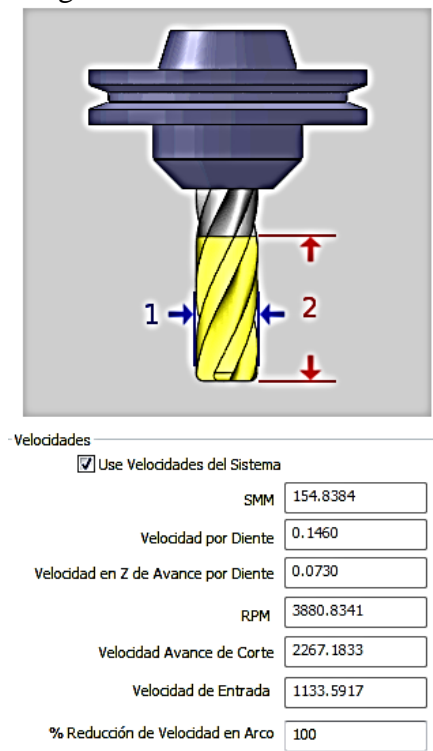 1
2
Velocidades
Use Velocidades del Sistema
SMM 154.8384
Velocidad por Diente 0.1460
Velocidad en Z de Avance por Diente 0.0730
RPM 3880.8341
Velocidad Avance de Corte 2267.1833
Velocidad de Entrada 1133.5917
% Reducción de Velocidad en Arco 100